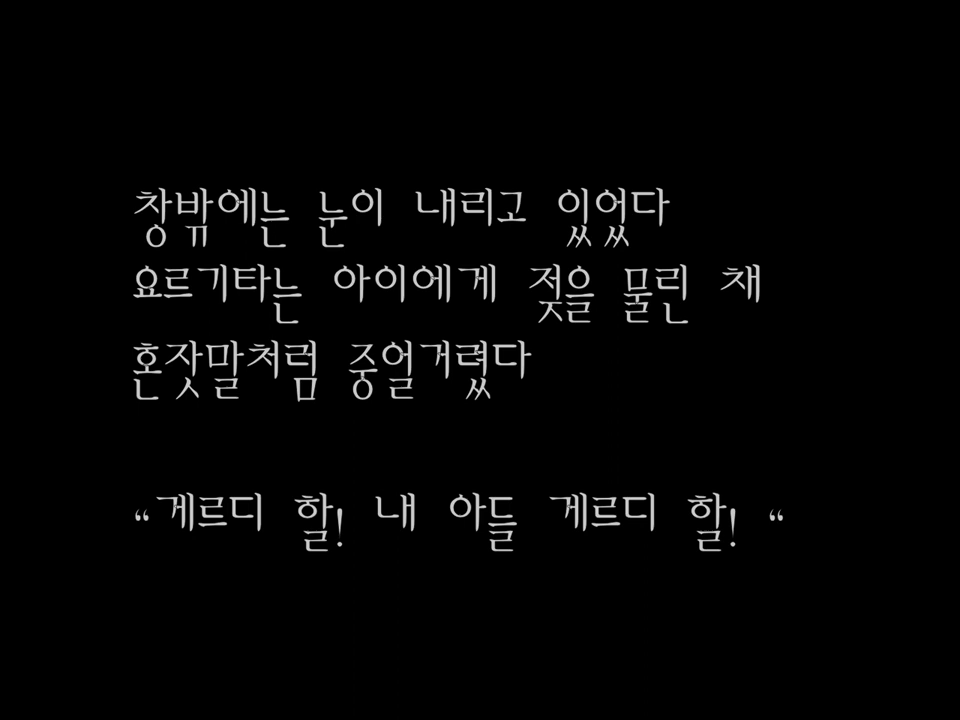 창밖에는 눈이 내리고 있었다
요르기타는 아이에게 젖을 물린 채
혼잣말처럼 중얼거렸다
“게르디 할! 내 아들 게르디 할! “